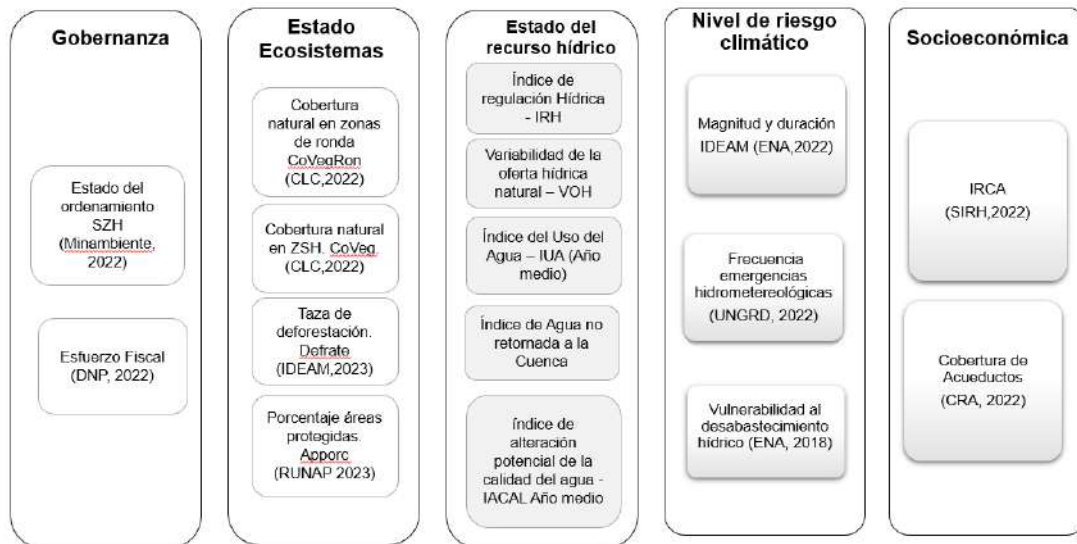 Gobernanza
Estado del
ordenamiento
SZH
(Minambiente,
2022)
Esfuerzo Fiscal
(DNP, 2022)
Estado
Ecosistemas
Cobertura
natural en zonas
de ronda
CoVegRon
(CLC,2022)
Cobertura natural
en ZSH. CoVeg.
(CLC,2022)
Taza de
deforestación.
Defrate
(IDEAM,2023)
Porcentaje áreas
protegidas.
Apporc
(RUNAP 2023)
Estado del
recurso hídrico
Índice de
regulación Hídrica
- IRH
Variabilidad de la
oferta hídrica
natural – VOH
Índice del Uso del
Agua – IUA (Año
medio)
Índice de Agua no
retornada a la
Cuenca
índice de
alteración
potencial de la
calidad del agua -
IACAL Año medio
Nivel de riesgo
climático
Magnitud y duración
IDEAM (ENA,2022)
Frecuencia
emergencias
hidrometereológicas
(UNGRD, 2022)
Vulnerabilidad al
desabastecimiento
hídrico (ENA, 2018)
Socioeconómica
IRCA
(SIRH,2022)
Cobertura de
Acueductos
(CRA, 2022)